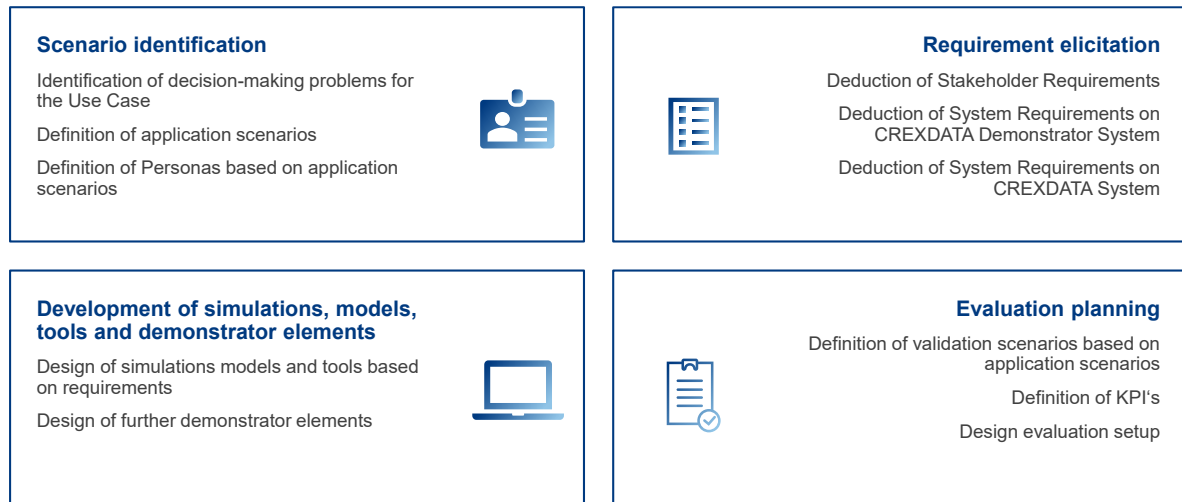 Scenario identification
Identification of decision-making problems for
the Use Case
Definition of application scenarios
Definition of Personas based on application
scenarios
Requirement elicitation
Deduction of Stakeholder Requirements
Deduction of System Requirements on
CREXDATA Demonstrator System
Deduction of System Requirements on
CREXDATA System
Development of simulations, models,
tools and demonstrator elements
Design of simulations models and tools based
on requirements
Design of further demonstrator elements
Evaluation planning
Definition of validation scenarios based on
application scenarios
Definition of KPI‘s
Design evaluation setup